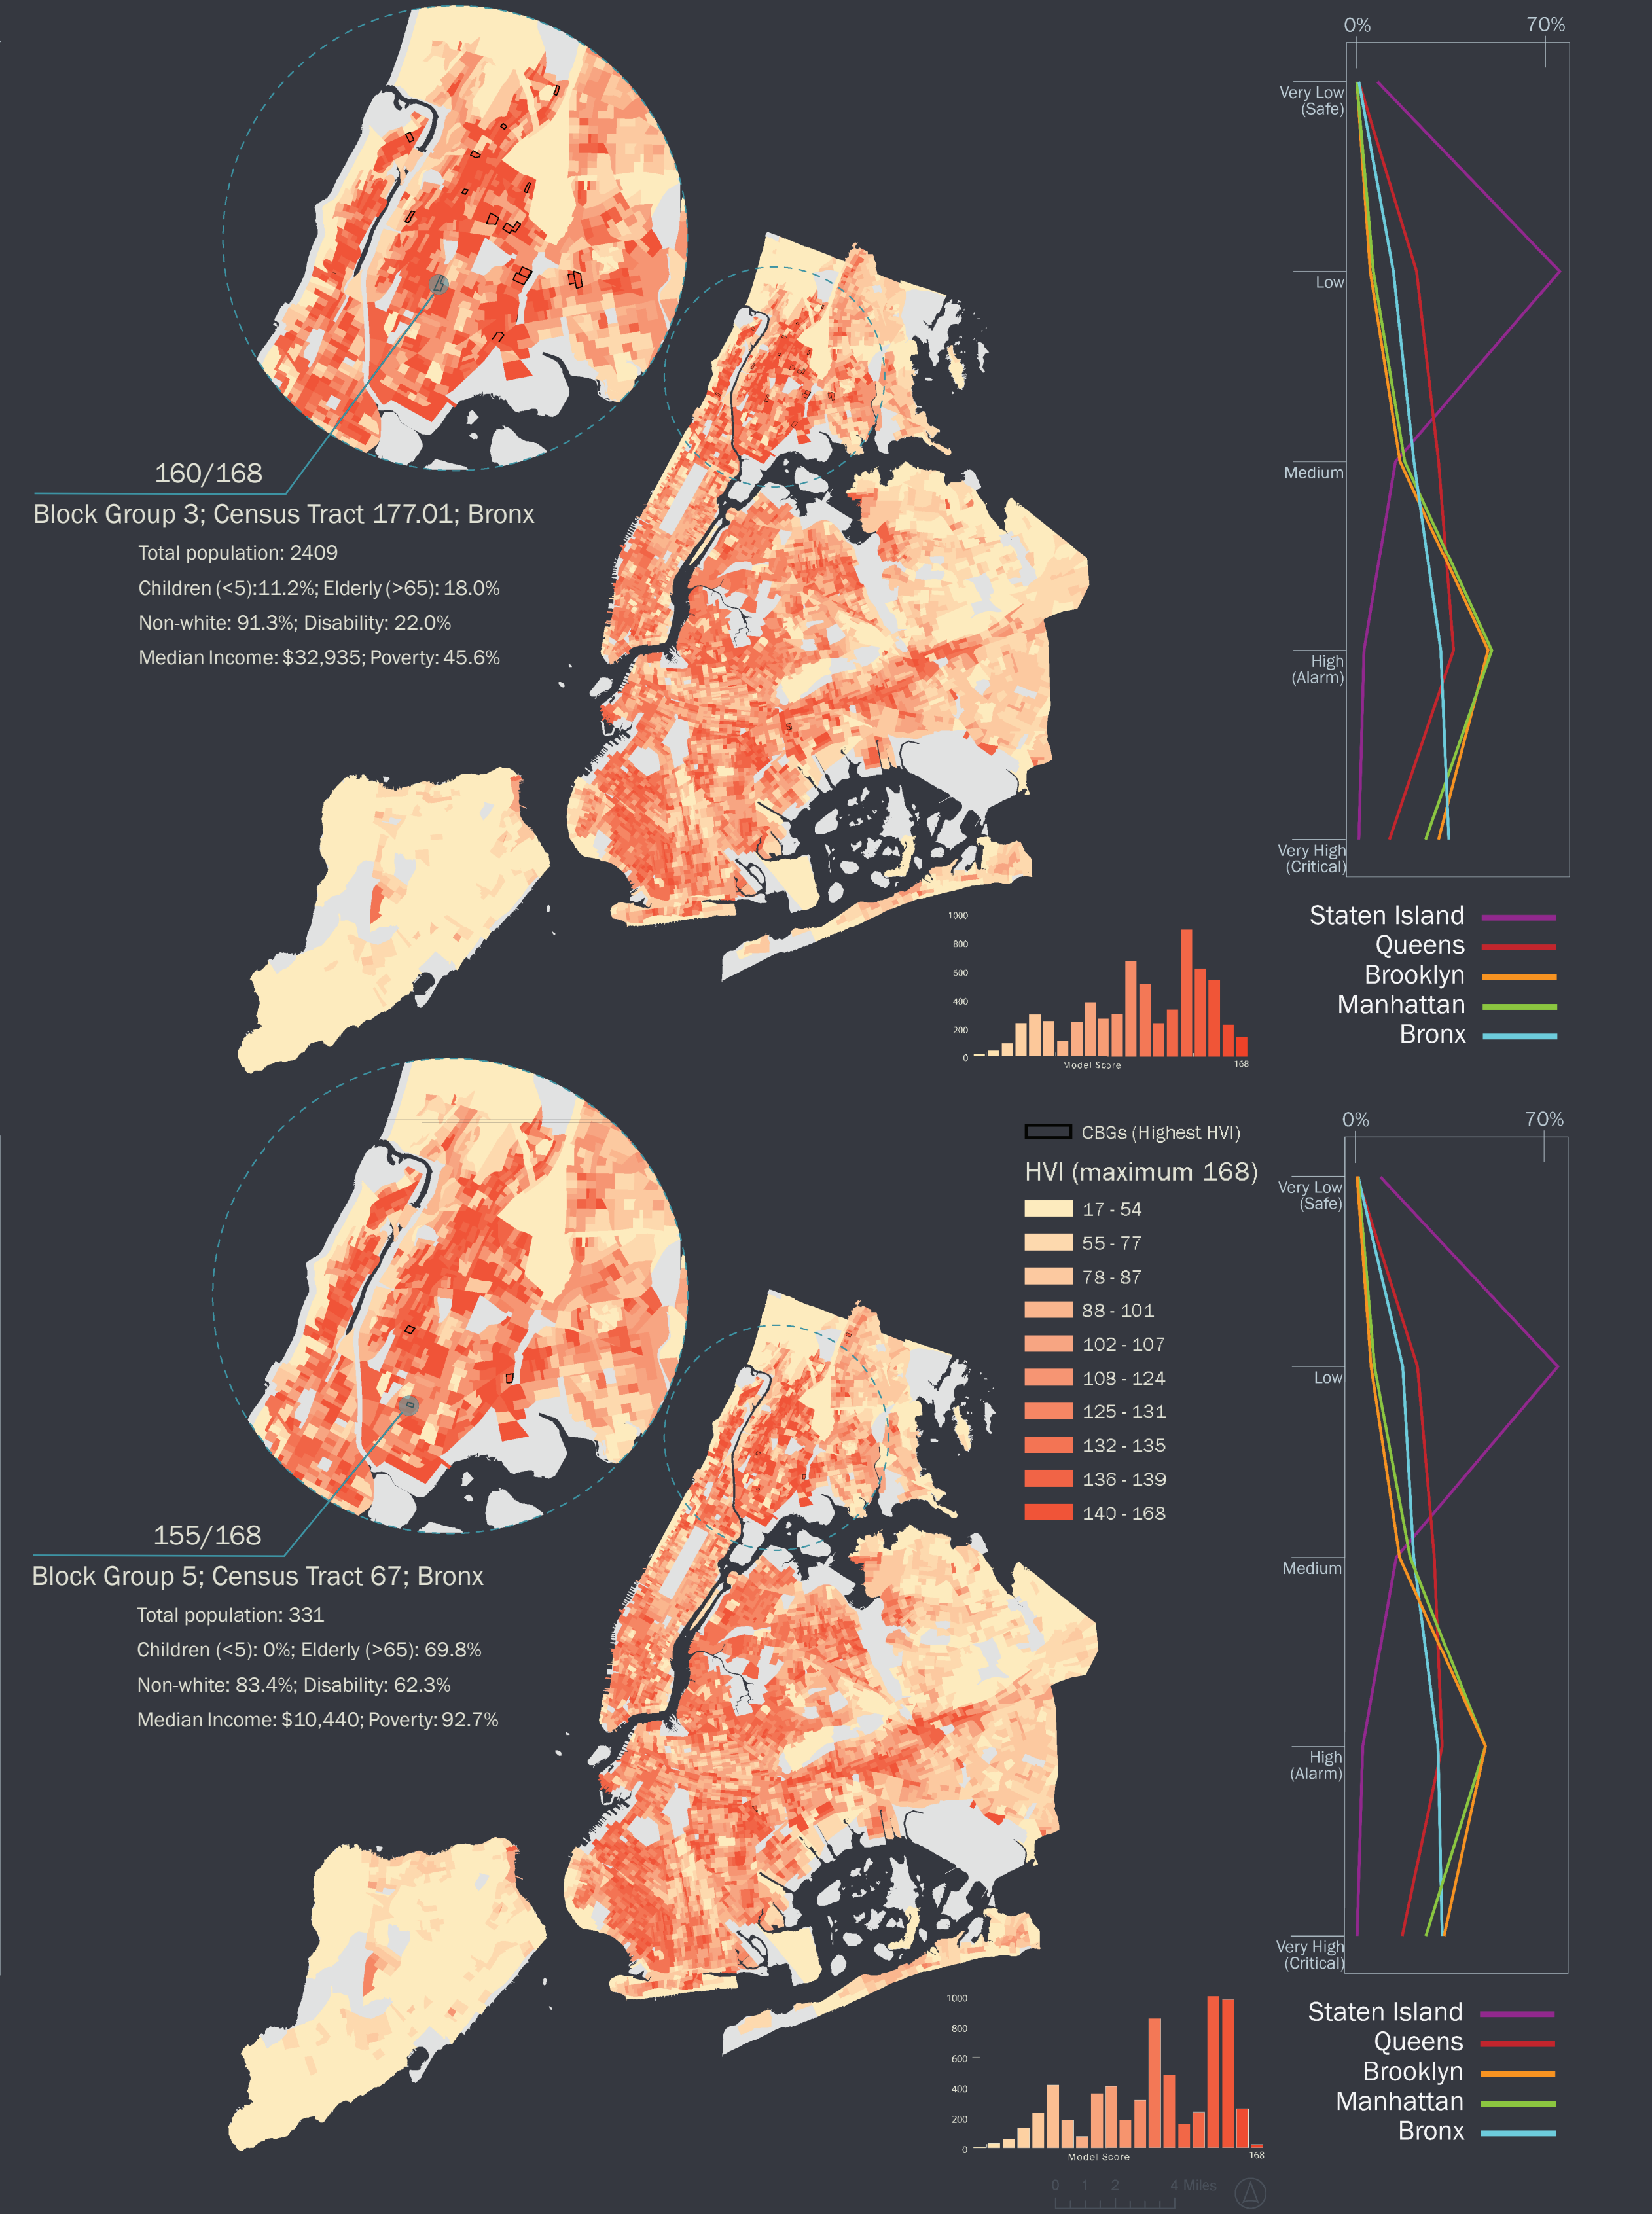 0% 70%
Very Low
(Safe)
Low
Medium
High
(Alarm)
Very High
(Critical)
160/168
Block Group 3; Census Tract 177.01; Bronx
Total population: 2409
Children (<5):11.2%; Elderly (>65): 18.0%
Non-white: 91.3%; Disability: 22.0%
Median Income: $32,935; Poverty: 45.6%
1000
800
600
400
200
0
Model Score
168
Staten Island
Queens
Brooklyn
Manhattan
Bronx
CBGs (Highest HVI)
HVI (maximum 168)
17 - 54
55 - 77
78 - 87
88 - 101
102 - 107
108 - 124
125 - 131
132 - 135
136 - 139
140 - 168
0% 70%
Very Low
(Safe)
Low
Medium
High
(Alarm)
Very High
(Critical)
155/168
Block Group 5; Census Tract 67; Bronx
Total population: 331
Children (<5): 0%; Elderly (>65): 69.8%
Non-white: 83.4%; Disability: 62.3%
Median Income: $10,440; Poverty: 92.7%
1000
800
600
400
200
0
Model Score
168
Staten Island
Queens
Brooklyn
Manhattan
Bronx
0 1 2 4 Miles